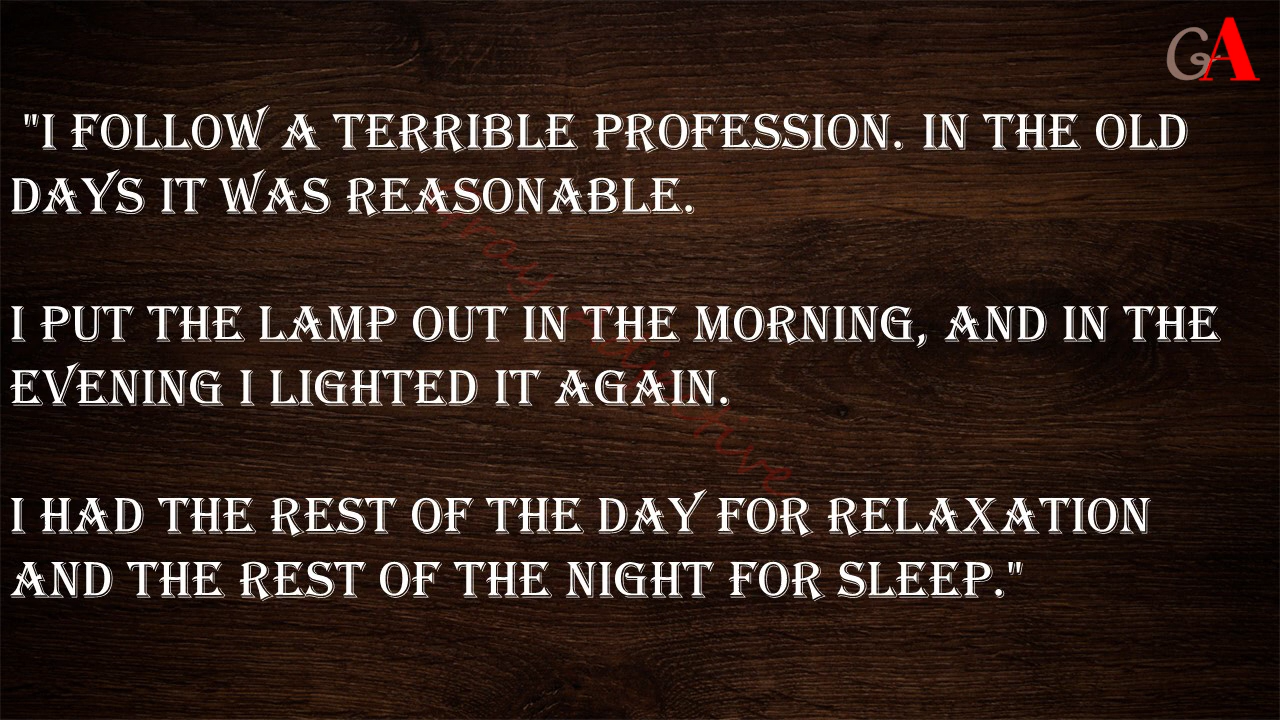 GA
"I FOLLOW A TERRIBLE PROFESSION. IN THE OLD
DAYS IT WAS REASONABLE.
I PUT THE LAMP OUT IN THE MORNING, AND IN THE
EVENING I LIGHTED IT AGAIN.
I HAD THE REST OF THE DAY FOR RELAXATION
AND THE REST OF THE NIGHT FOR SLEEP."